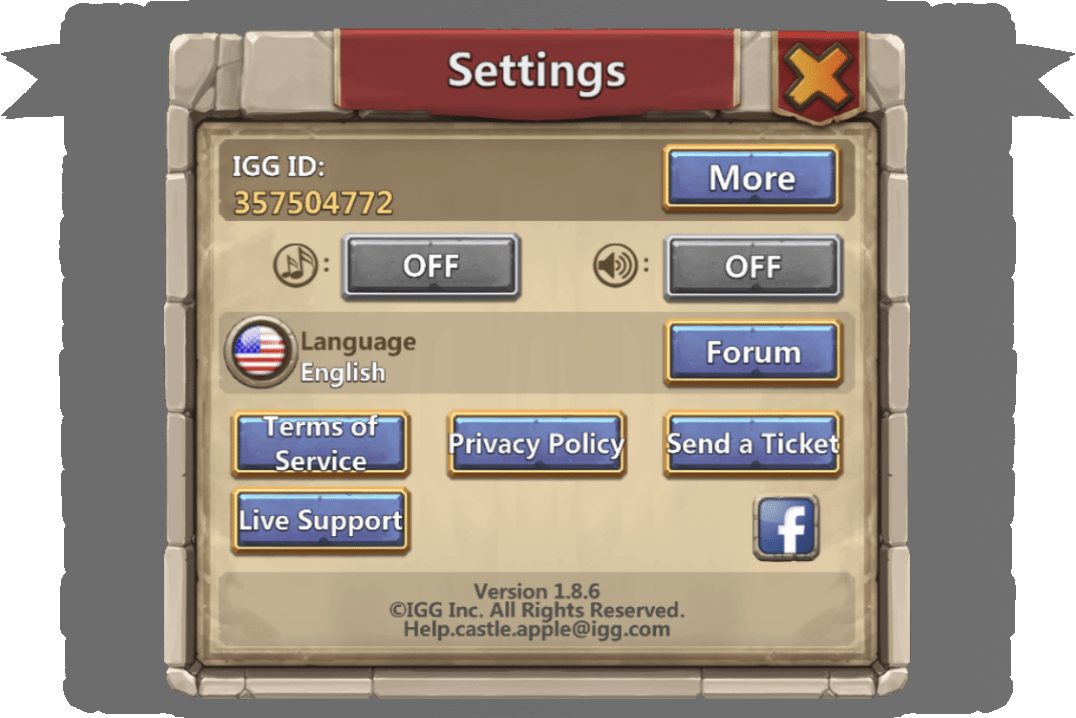 Settings
IGG ID:
357504772
More
: OFF
: OFF
Language
English
Forum
Terms of
Service
Privacy Policy
Send a Ticket
Live Support
f
Version 1.8.6
©IGG Inc. All Rights Reserved.
Help.castle.apple@igg.com